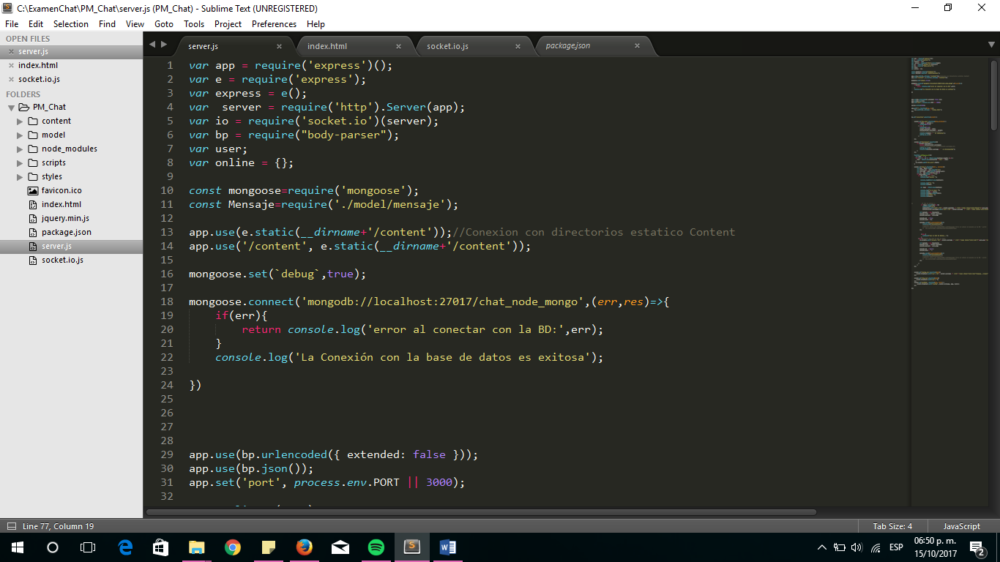 C:\ExamenChat\PM_Chat\server.js (PM_Chat) - Sublime Text (UNREGISTERED)
File Edit Selection Find View Goto Tools Project Preferences Help
OPEN FILES
server.js
index.html
socket.io.js
FOLDERS
PM_Chat
content
model
node_modules
scripts
styles
favicon.ico
index.html
jquery.min.js
package.json
server.js
socket.io.js
server.js index.html socket.io.js package.json
1 var app = require('express')();
2 var e = require('express');
3 var express = e();
4 var  server = require('http').Server(app);
5 var io = require('socket.io')(server);
6 var bp = require("body-parser");
7 var user;
8 var online = {};
9
10 const mongoose=require('mongoose');
11 const Mensaje=require('./model/mensaje');
12
13 app.use(e.static(__dirname+'/content'));//Conexion con directorios estatico Content
14 app.use('/content', e.static(__dirname+'/content'));
15
16 mongoose.set(`debug`,true);
17
18 mongoose.connect('mongodb://localhost:27017/chat_node_mongo',(err,res)=>{
19 if(err){
20 return console.log('error al conectar con la BD:',err);
21 }
22 console.log('La Conexión con la base de datos es exitosa');
23
24 })
25
26
27
28
29 app.use(bp.urlencoded({ extended: false }));
30 app.use(bp.json());
31 app.set('port', process.env.PORT || 3000);
32
Line 77, Column 19
Tab Size: 4
JavaScript
ESP
06:50 p. m.
15/10/2017
2